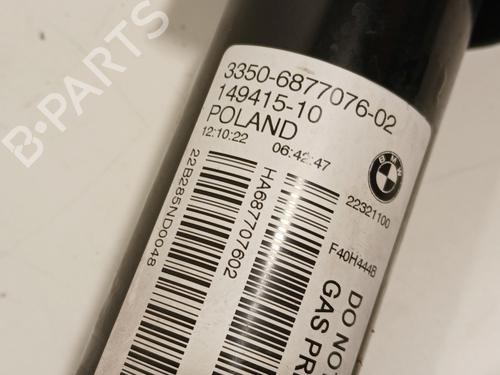 B-PARTS
3350-6877076-02
149415-10
POLAND
12:10:22 06:42:47
BMW
22321100
F40H444B
HA687707602
22B285ND0048
DO NO
GAS PR